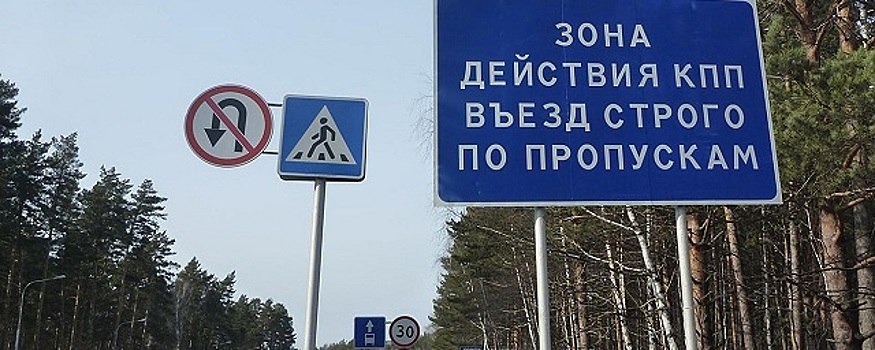 ЗОНА
ДЕЙСТВИЯ КПП
ВЪЕЗД СТРОГО
ПО ПРОПУСКАМ
30